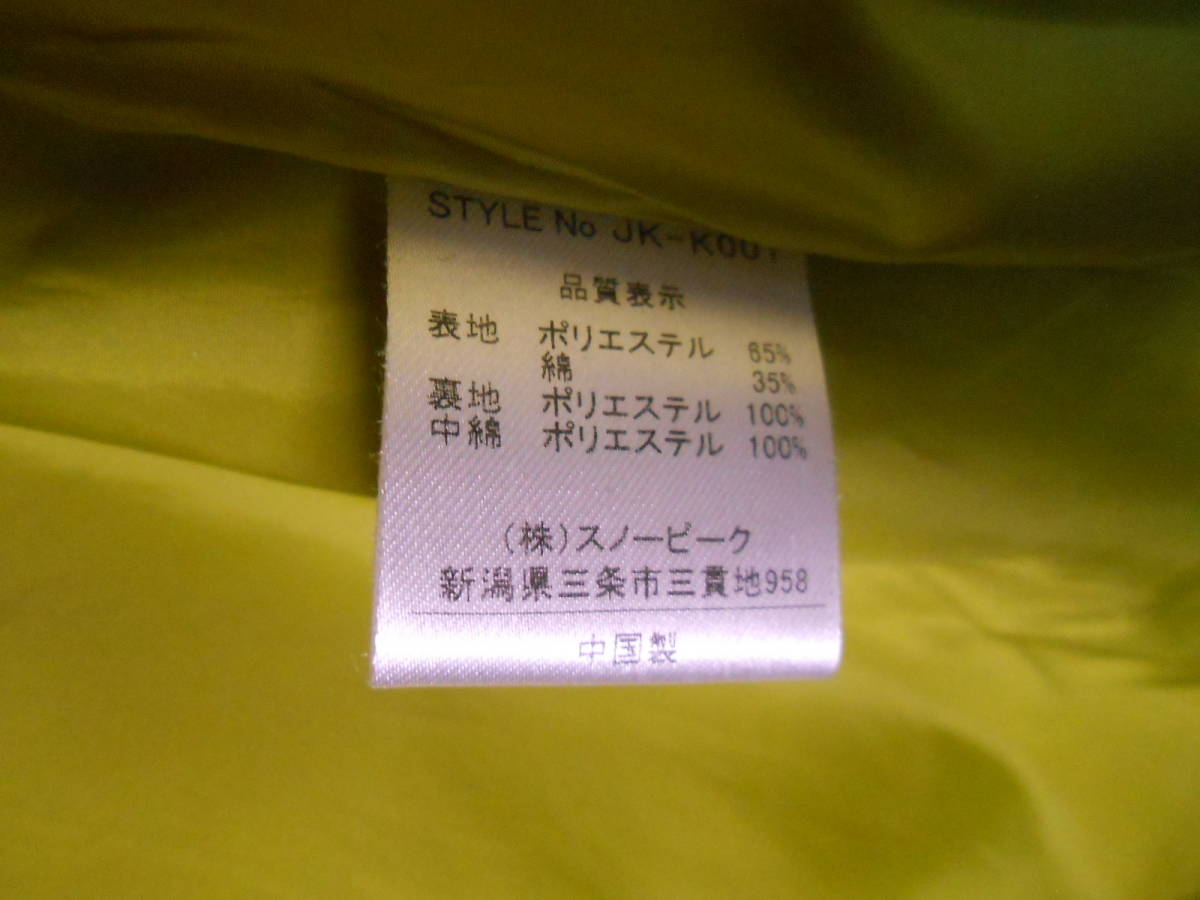 STYLE No JK-K001
品質表示
表地 ポリエステル 65%
綿 35%
裏地 ポリエステル 100%
中綿 ポリエステル 100%
(株)スノーピーク
新潟県三条市三貫地958
中国製